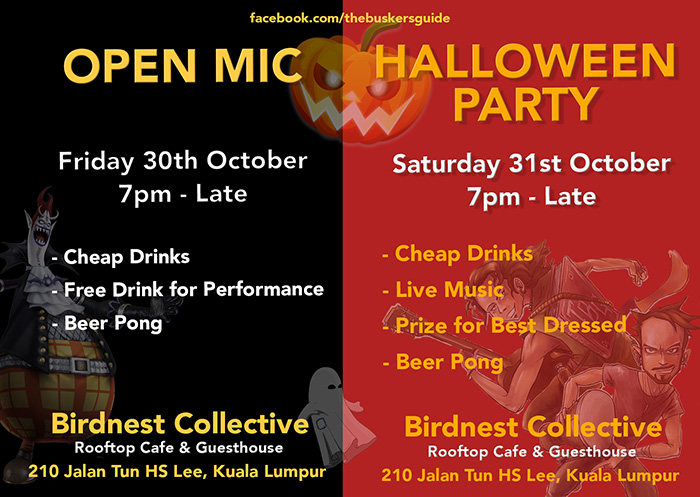 facebook.com/thebuskersguide
OPEN MIC
Friday 30th October
7pm - Late
- Cheap Drinks
- Free Drink for Performance
- Beer Pong
Birdnest Collective
Rooftop Cafe & Guesthouse
210 Jalan Tun HS Lee, Kuala Lumpur
HALLOWEEN
PARTY
Saturday 31st October
7pm - Late
- Cheap Drinks
- Live Music
- Prize for Best Dressed
- Beer Pong
Birdnest Collective
Rooftop Cafe & Guesthouse
210 Jalan Tun HS Lee, Kuala Lumpur